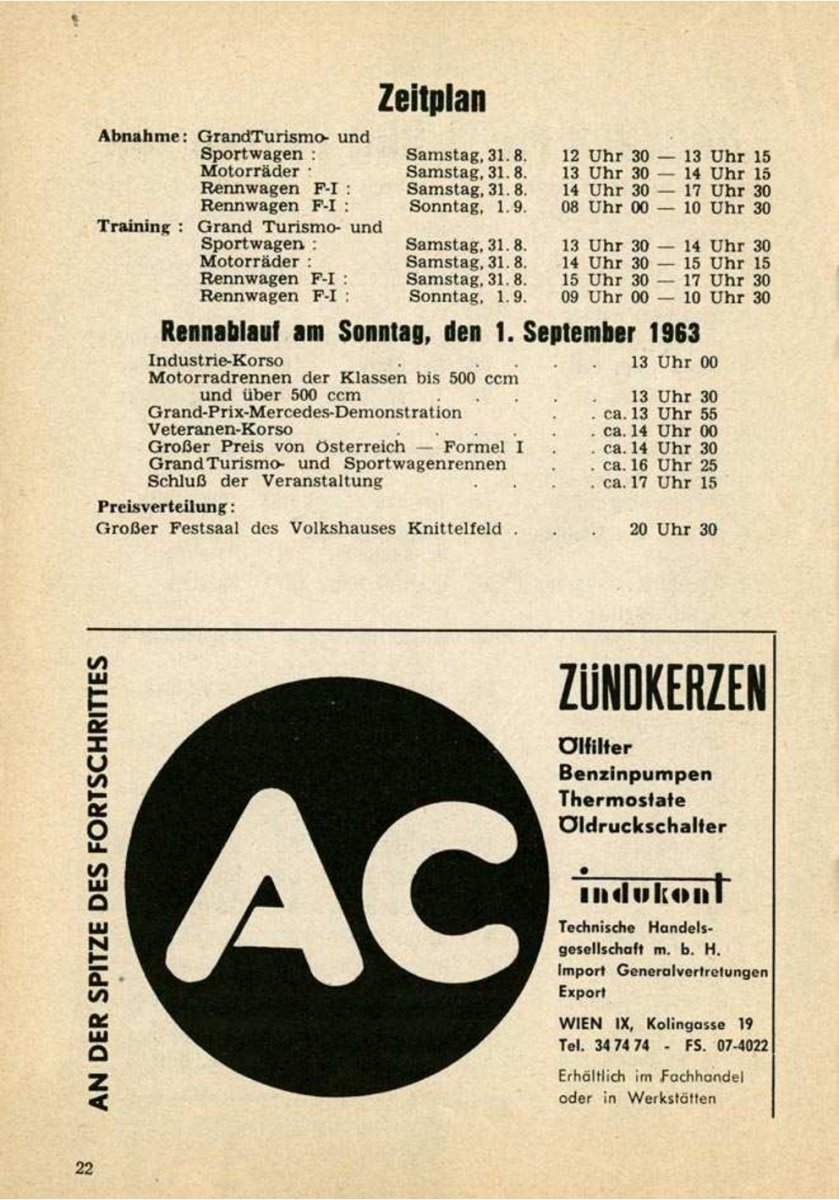 Zeitplan
Abnahme: GrandTurismo- und
Sportwagen : Samstag, 31. 8. 12 Uhr 30 — 13 Uhr 15
Motorräder : Samstag, 31. 8. 13 Uhr 30 — 14 Uhr 15
Rennwagen F-I : Samstag, 31. 8. 14 Uhr 30 — 17 Uhr 30
Rennwagen F-I : Sonntag, 1. 9. 08 Uhr 00 — 10 Uhr 30
Training : Grand Turismo- und
Sportwagen : Samstag, 31. 8. 13 Uhr 30 — 14 Uhr 30
Motorräder : Samstag, 31. 8. 14 Uhr 30 — 15 Uhr 15
Rennwagen F-I : Samstag, 31. 8. 15 Uhr 30 — 17 Uhr 30
Rennwagen F-I : Sonntag, 1. 9. 09 Uhr 00 — 10 Uhr 30
Rennablauf am Sonntag, den 1. September 1963
Industrie-Korso . . . . . 13 Uhr 00
Motorradrennen der Klassen bis 500 ccm
und über 500 ccm . . . . . 13 Uhr 30
Grand-Prix-Mercedes-Demonstration . . ca. 13 Uhr 55
Veteranen-Korso . . . . . . ca. 14 Uhr 00
Großer Preis von Österreich — Formel I . . ca. 14 Uhr 30
GrandTurismo- und Sportwagenrennen . . ca. 16 Uhr 25
Schluß der Veranstaltung . . . . ca. 17 Uhr 15
Preisverteilung:
Großer Festsaal des Volkshauses Knittelfeld . . . 20 Uhr 30
AN DER SPITZE DES FORTSCHRITTES
AC
ZÜNDKERZEN
Ölfilter
Benzinpumpen
Thermostate
Öldruckschalter
indukont
Technische Handels-
gesellschaft m. b. H.
Import Generalvertretungen
Export
WIEN IX, Kolingasse 19
Tel. 34 74 74 - FS. 07-4022
Erhältlich im Fachhandel
oder in Werkstätten
22